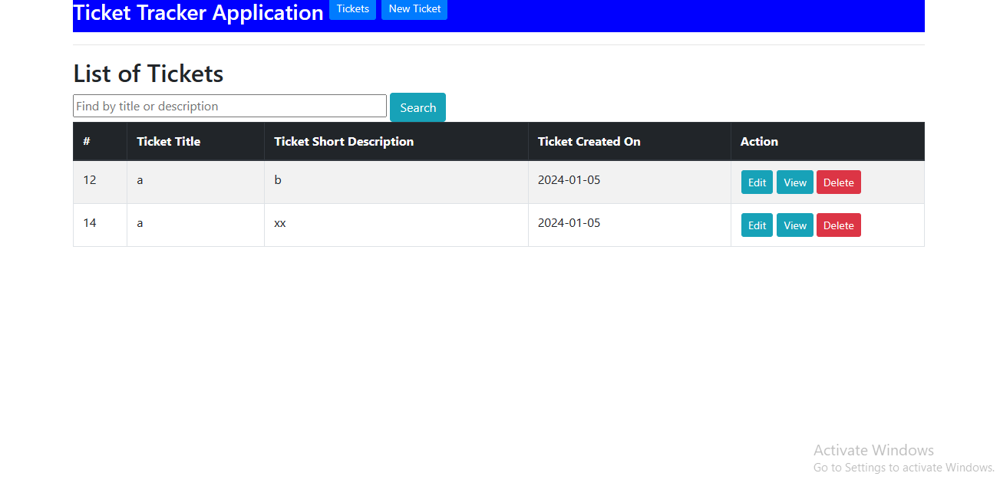 Ticket Tracker Application Tickets New Ticket
List of Tickets
Find by title or description Search
# Ticket Title Ticket Short Description Ticket Created On Action
12 a b 2024-01-05 Edit View Delete
14 a xx 2024-01-05 Edit View Delete
Activate Windows
Go to Settings to activate Windows.